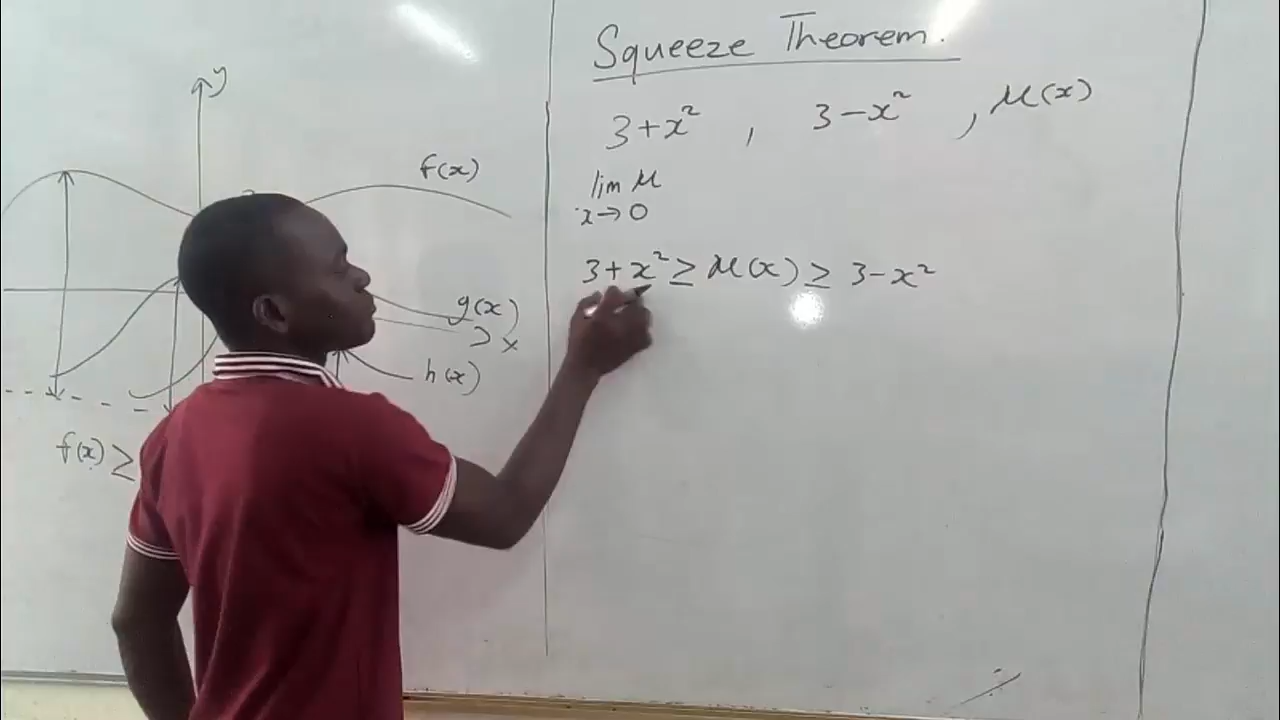 y
f(x)
g(x)
x
h(x)
f(x) ≥
Squeeze Theorem.
3+x² , 3-x² , μ(x)
lim μ
x→0
3+x² ≥ μ(x) ≥ 3-x²